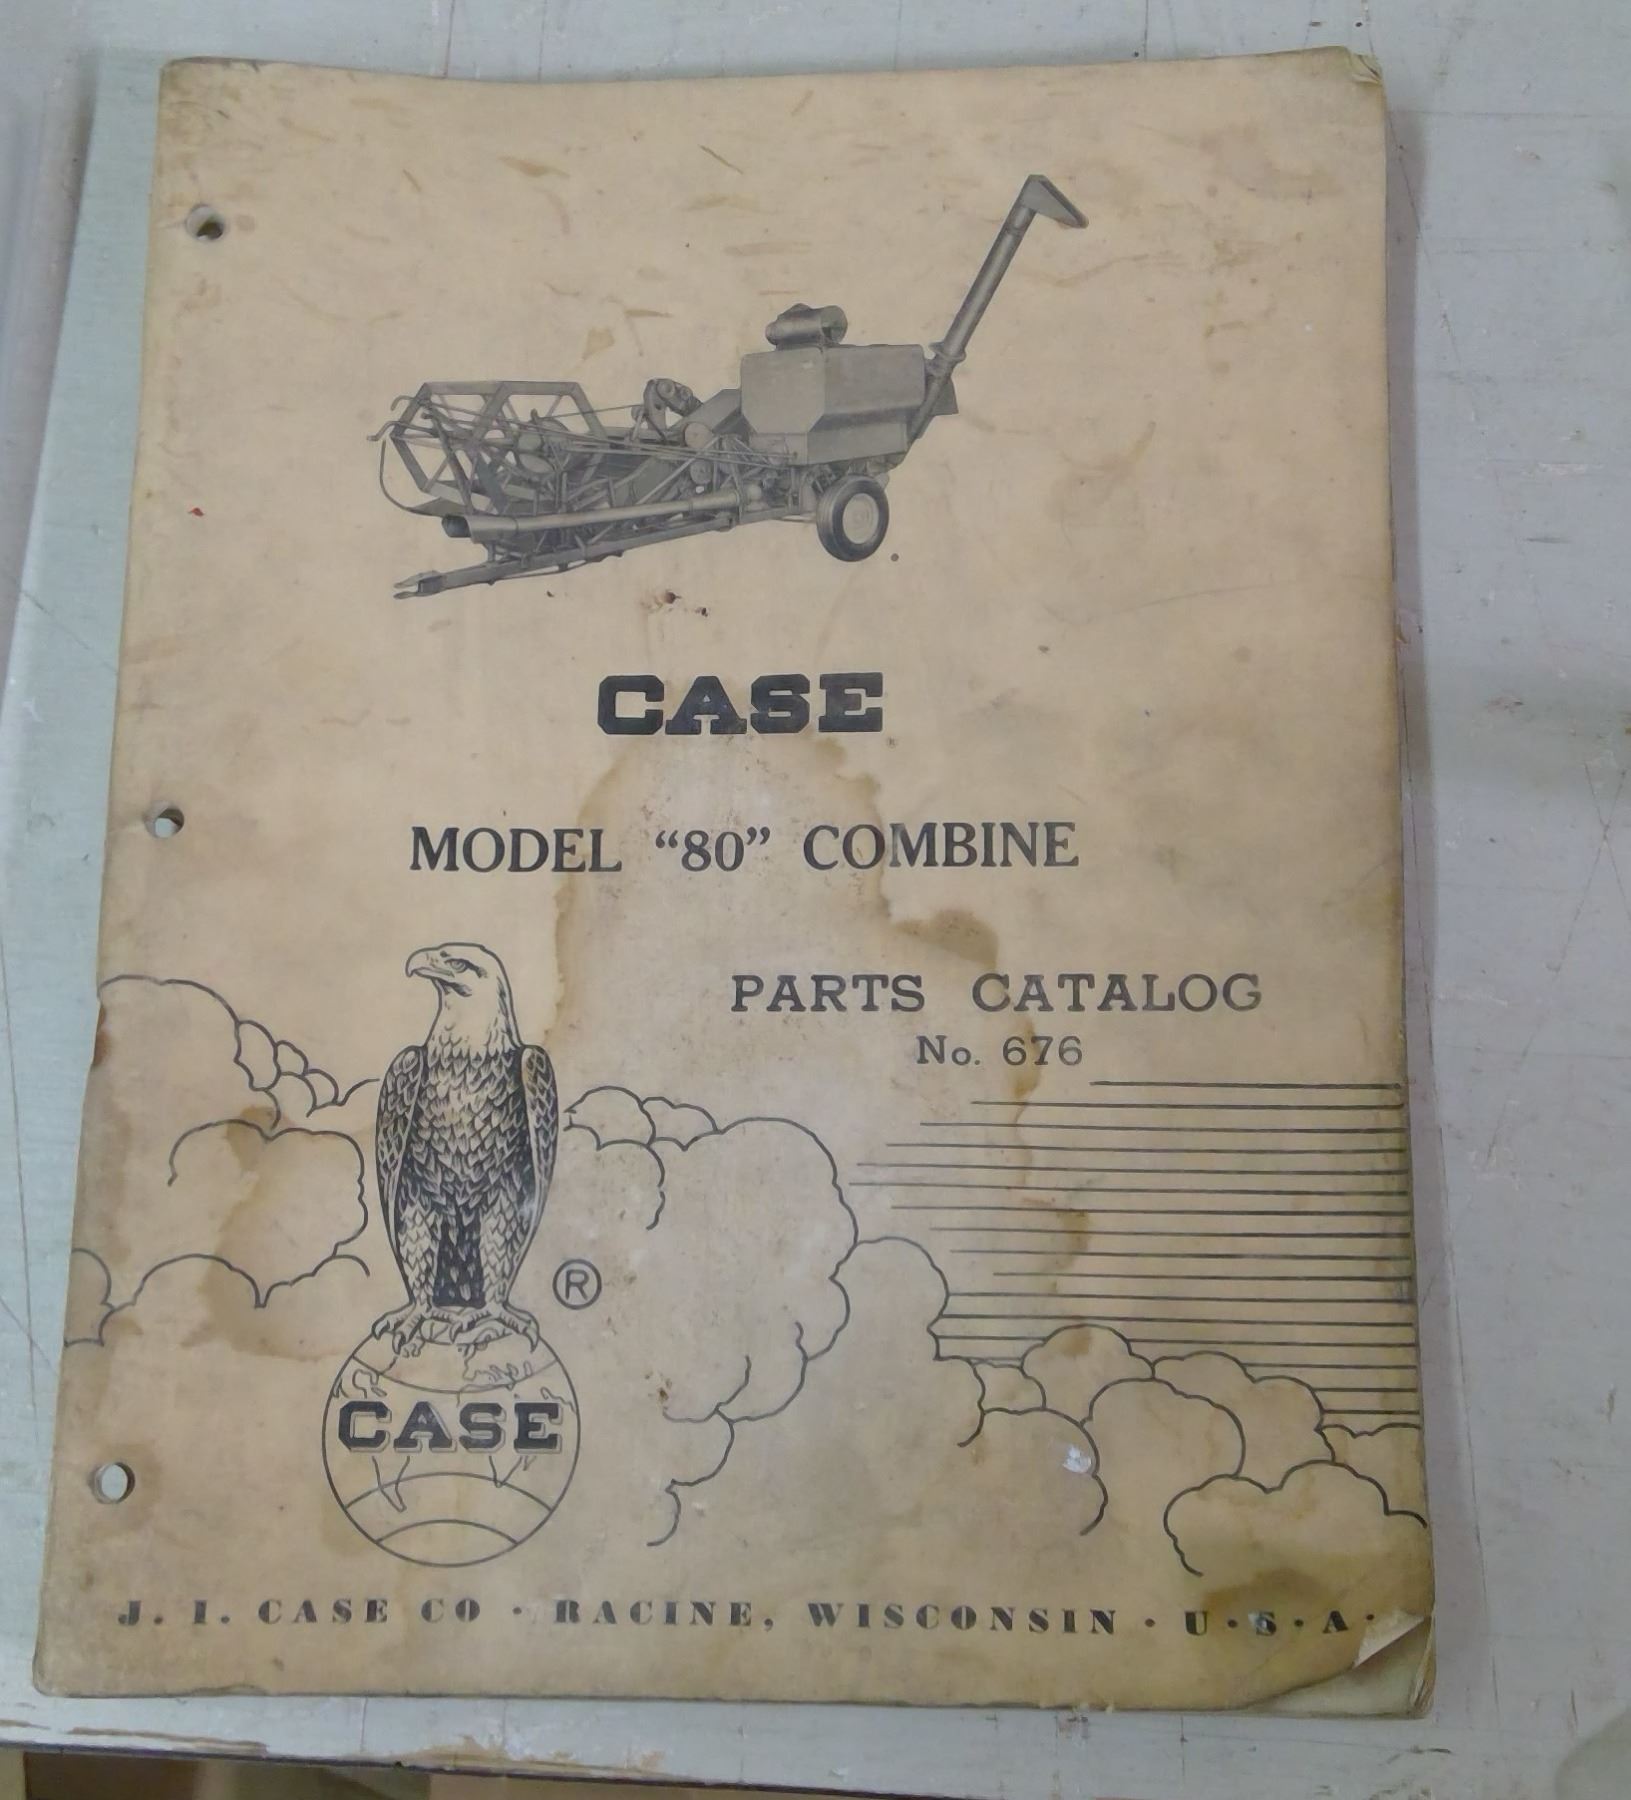 CASE
MODEL “80” COMBINE
PARTS CATALOG
No. 676
®
CASE
J. I. CASE CO · RACINE, WISCONSIN · U · S · A ·